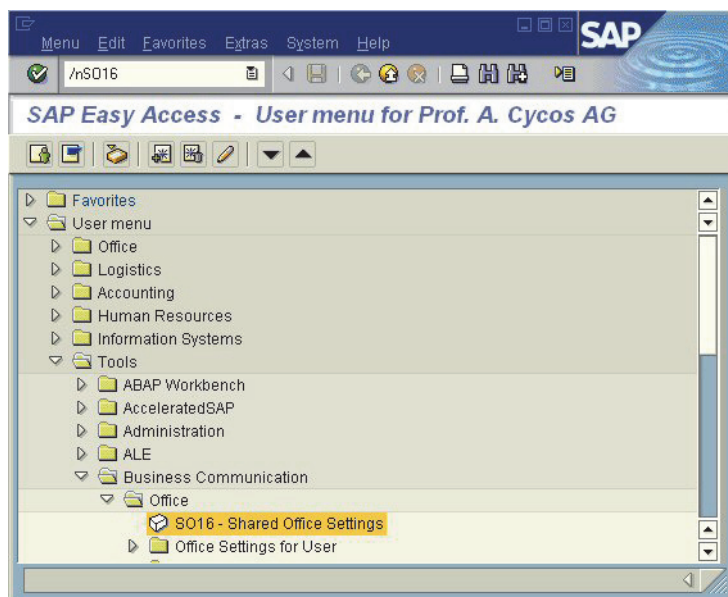 Menu Edit Favorites Extras System Help
SAP
/nSO16
SAP Easy Access - User menu for Prof. A. Cycos AG
Favorites
User menu
Office
Logistics
Accounting
Human Resources
Information Systems
Tools
ABAP Workbench
AcceleratedSAP
Administration
ALE
Business Communication
Office
SO16 - Shared Office Settings
Office Settings for User